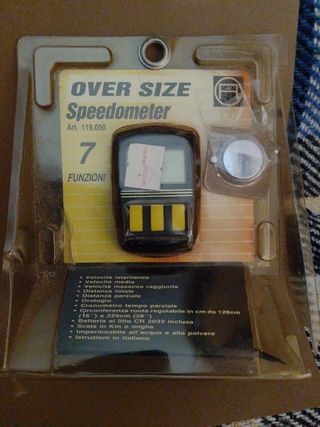 OVER SIZE
Speedometer
Art. 119.050
7
FUNZIONI
• Velocità istantanea
• Velocità media
• Velocità massima raggiunta
• Distanza totale
• Distanza parziale
• Orologio
• Cronometro tempo parziale
• Circonferenza ruota regolabile in cm da 126cm
(16") a 229cm (28")
• Batteria al litio CR 2032 inclusa
• Scala in Km o miglia
• Impermeabile all'acqua e alla polvere
• Istruzioni in italiano